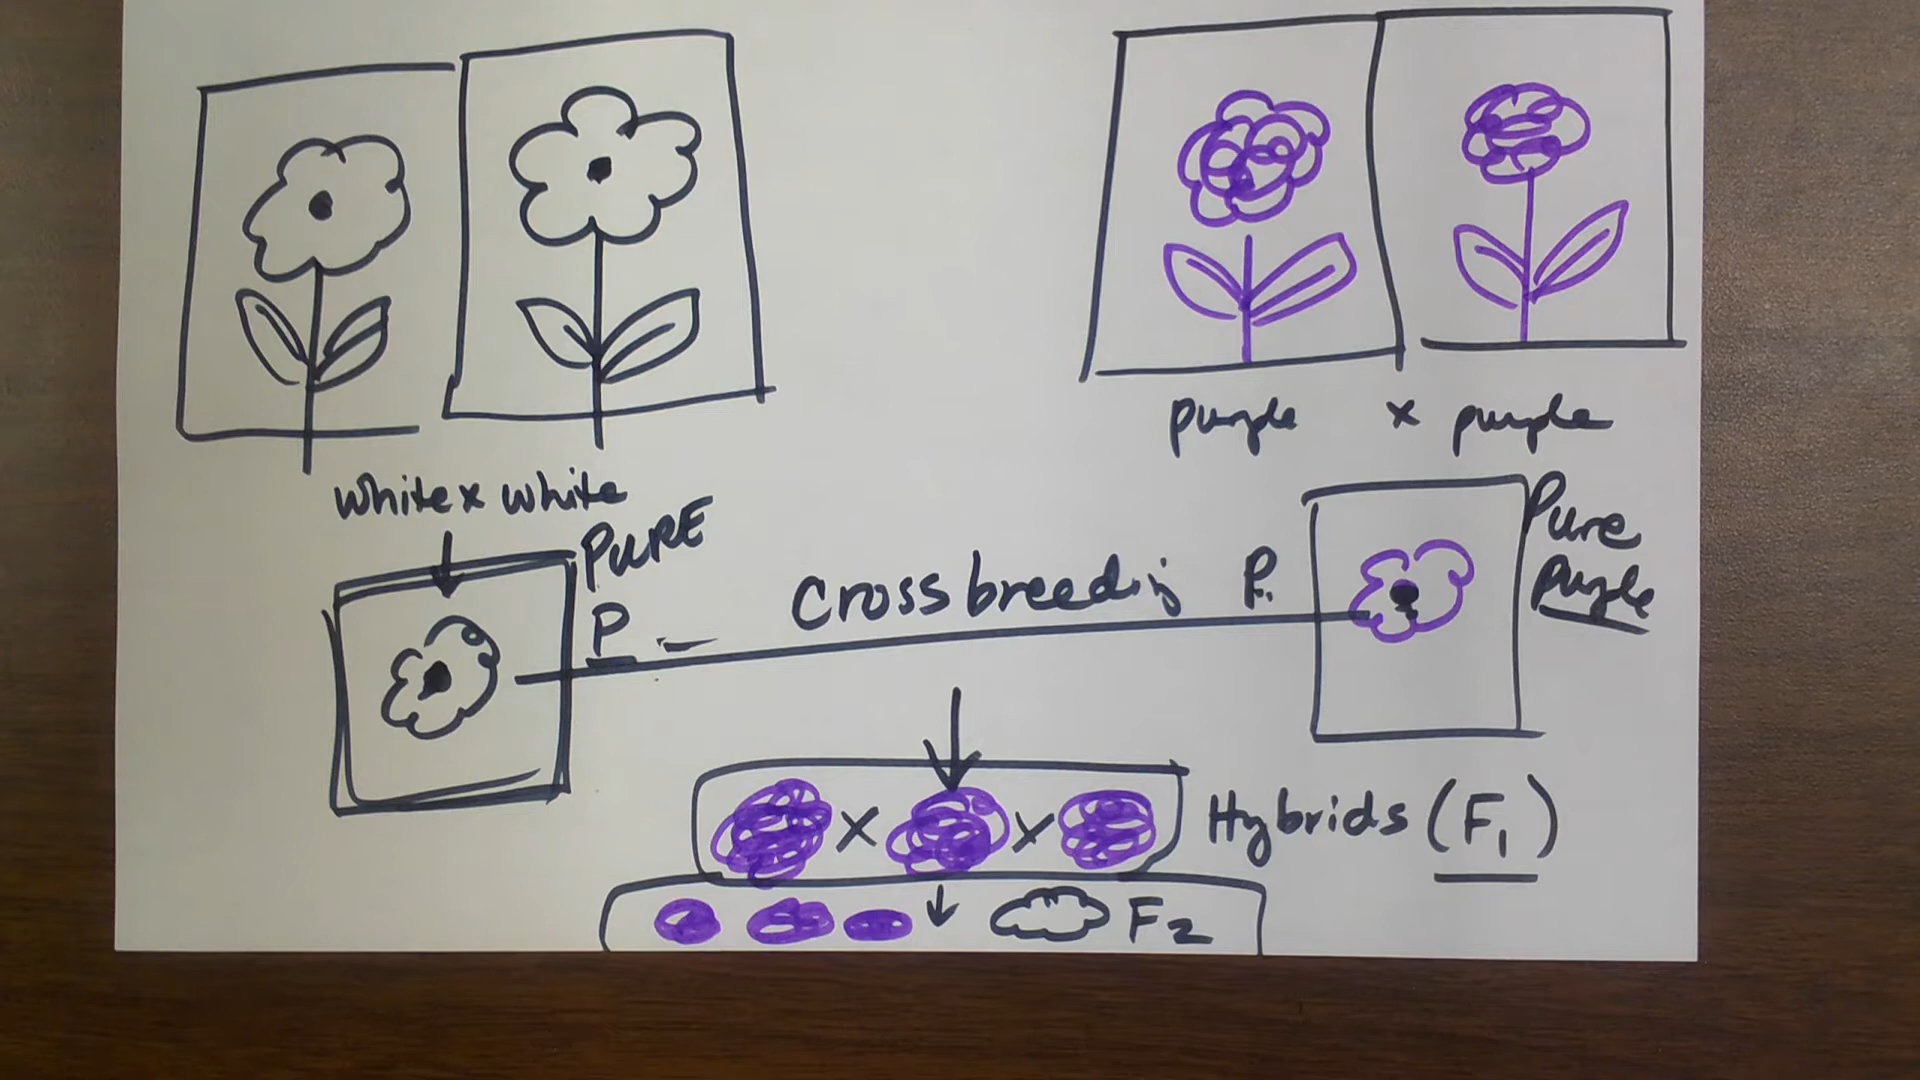 purple x purple
white x white
PURE
P
Crossbreeding
P.
Pure
purple
x x
Hybrids (F1)
F2